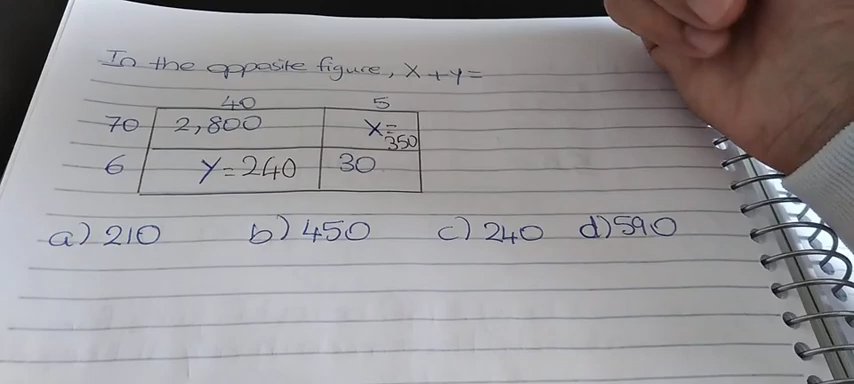 In the opposite figure, X+Y=
40 5
70 2,800 X=350
6 Y=240 30
a) 210 b) 450 c) 240 d) 590